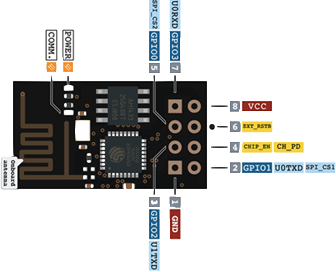 COMM.
POWER
SPI_CS2
GPIO0
5
U0RXD
GPIO3
7
8 VCC
6 EXT_RSTB
4 CHIP_EN CH_PD
2 GPIO1 U0TXD SPI_CS1
3
GPIO2
U1TXD
1
GND
onboard
antenna